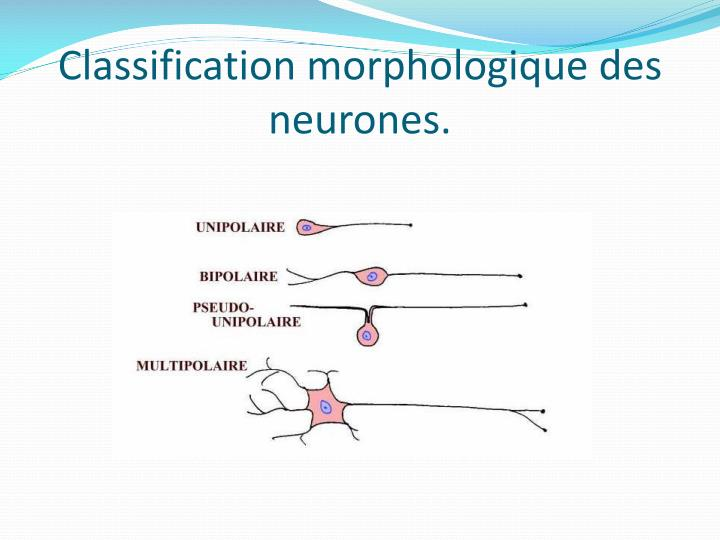 Classification morphologique des
neurones.
UNIPOLAIRE
BIPOLAIRE
PSEUDO-
UNIPOLAIRE
MULTIPOLAIRE